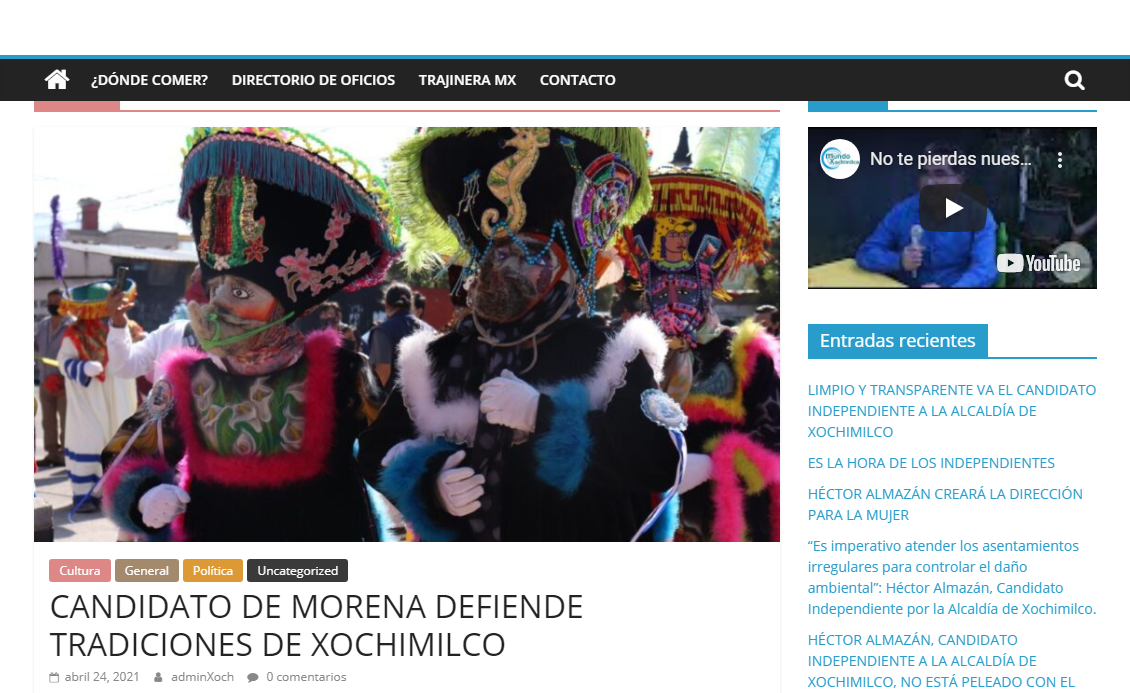 ¿DÓNDE COMER? DIRECTORIO DE OFICIOS TRAJINERA MX CONTACTO
Mundo
Xochimilco
No te pierdas nues...
YouTube
Cultura General Política Uncategorized
CANDIDATO DE MORENA DEFIENDE
TRADICIONES DE XOCHIMILCO
abril 24, 2021 adminXoch 0 comentarios
Entradas recientes
LIMPIO Y TRANSPARENTE VA EL CANDIDATO
INDEPENDIENTE A LA ALCALDÍA DE
XOCHIMILCO
ES LA HORA DE LOS INDEPENDIENTES
HÉCTOR ALMAZÁN CREARÁ LA DIRECCIÓN
PARA LA MUJER
“Es imperativo atender los asentamientos
irregulares para controlar el daño
ambiental”: Héctor Almazán, Candidato
Independiente por la Alcaldía de Xochimilco.
HÉCTOR ALMAZÁN, CANDIDATO
INDEPENDIENTE A LA ALCALDÍA DE
XOCHIMILCO, NO ESTÁ PELEADO CON EL